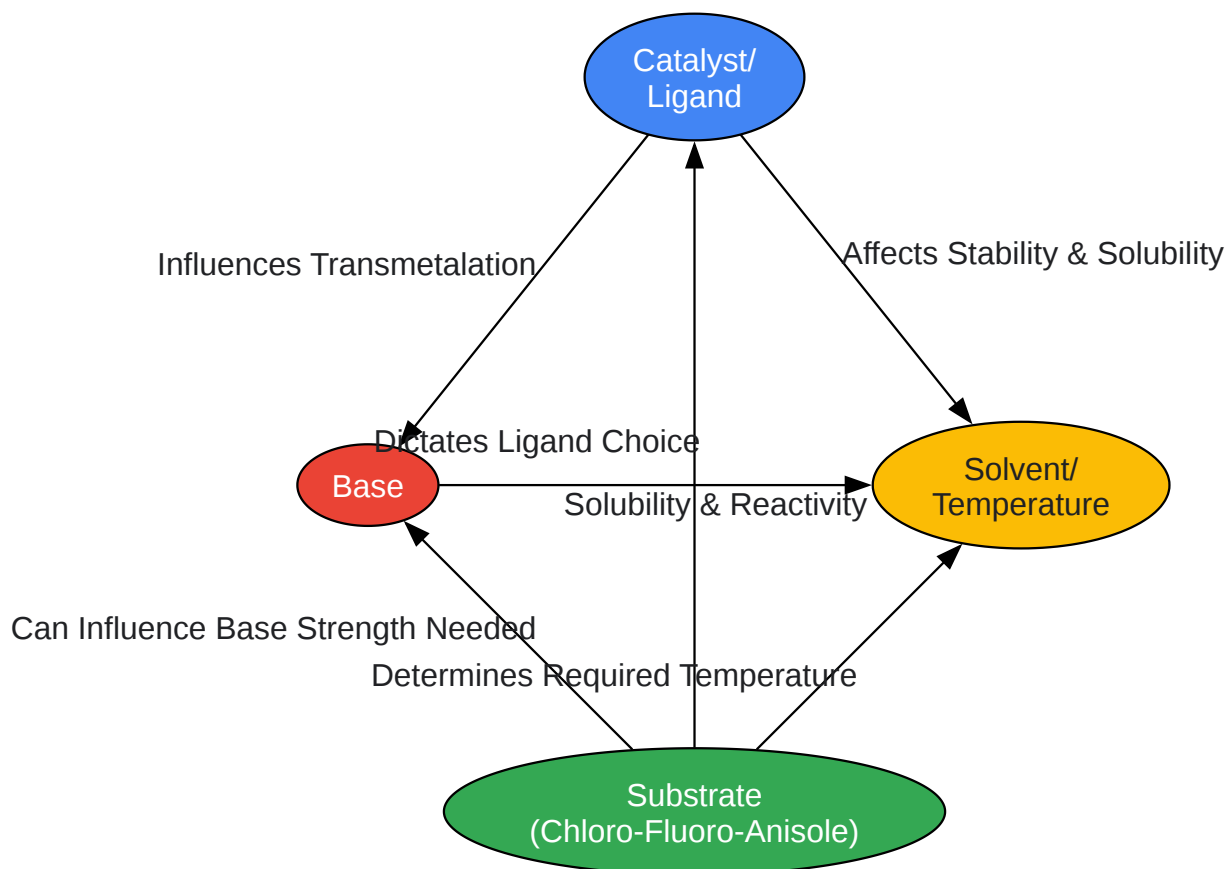 Catalyst/
Ligand
Influences Transmetalation
Affects Stability & Solubility
Dictates Ligand Choice
Base
Solvent/
Temperature
Solubility & Reactivity
Can Influence Base Strength Needed
Determines Required Temperature
Substrate
(Chloro-Fluoro-Anisole)